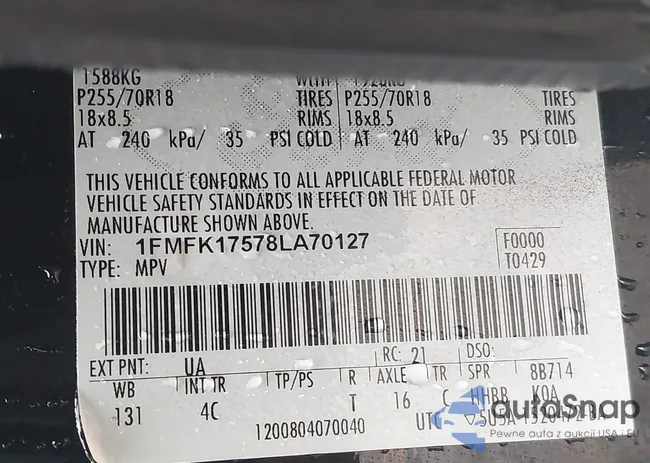 1588KG WITH
P255/70R18 TIRES P255/70R18 TIRES
18x8.5 RIMS 18x8.5 RIMS
AT 240 kPa/ 35 PSI COLD AT 240 kPa/ 35 PSI COLD
THIS VEHICLE CONFORMS TO ALL APPLICABLE FEDERAL MOTOR
VEHICLE SAFETY STANDARDS IN EFFECT ON THE DATE OF
MANUFACTURE SHOWN ABOVE.
VIN: 1FMFK17578LA70127 F0000
TYPE: MPV T0429
EXT PNT: UA RC: 21 DSO:
WB INT TR TP/PS R AXLE TR SPR 8B714
131 4C T 16 C HHBB KOA
1200804070040 UTC
autoSnap
Pewne auta z aukcji USA i EU